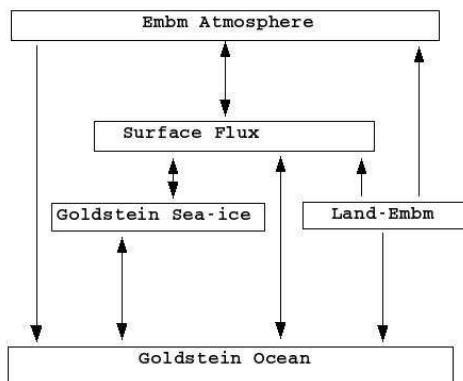 Embm Atmosphere
Surface Flux
Goldstein Sea-ice
Land-Embm
Goldstein Ocean